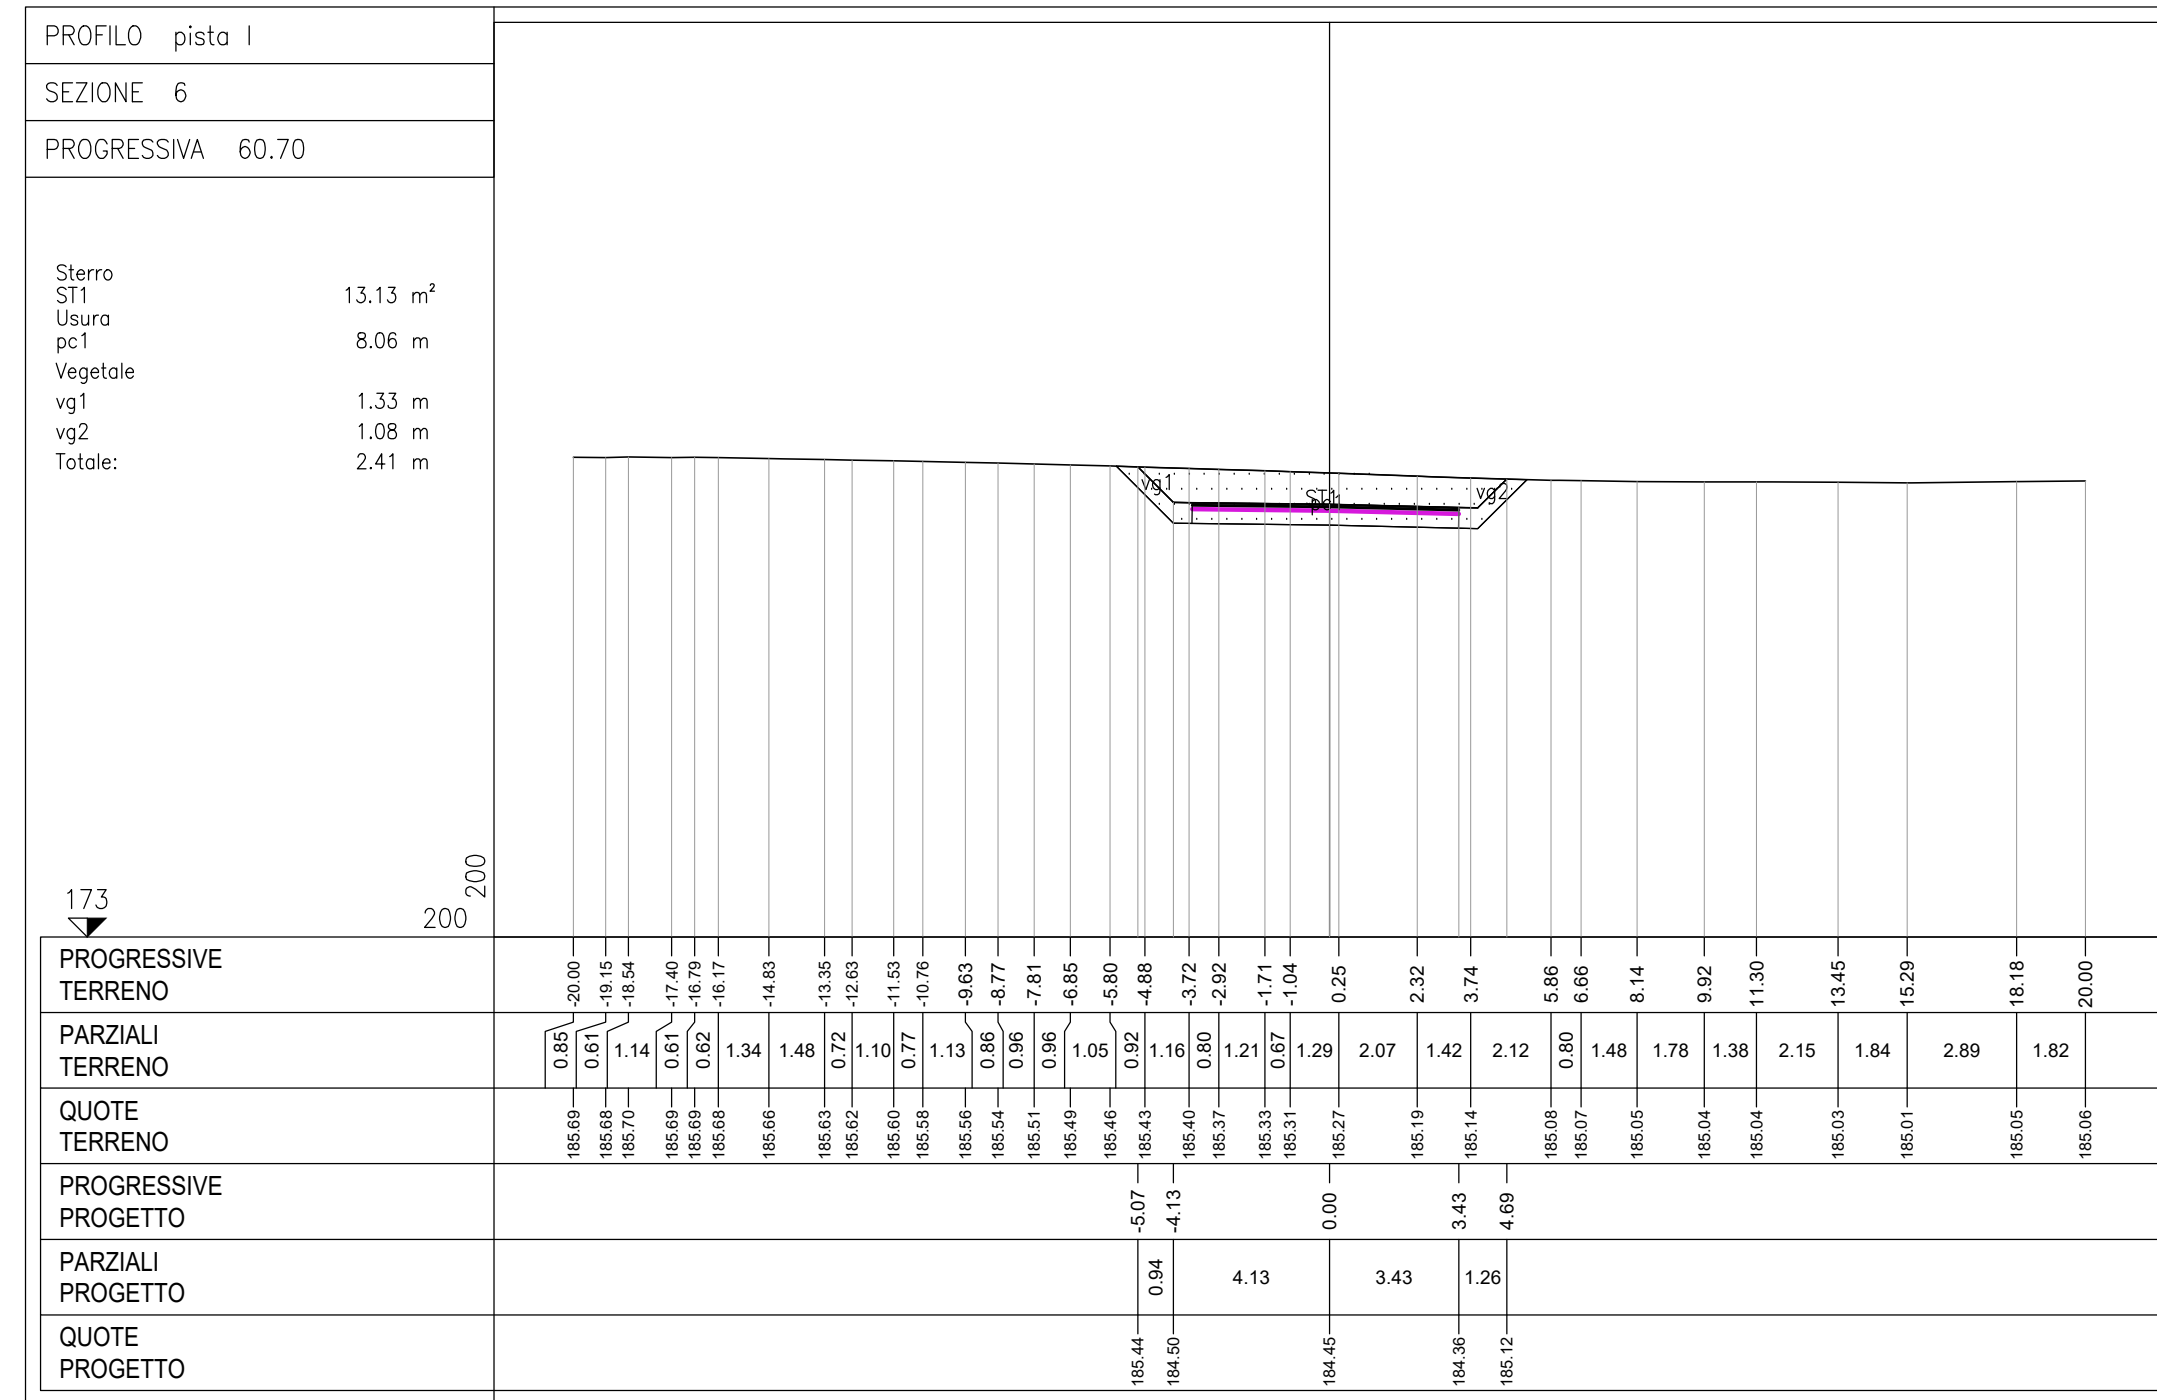 PROFILO pista I
SEZIONE 6
PROGRESSIVA 60.70
Sterro
ST1 13.13 m²
Usura
pc1 8.06 m
Vegetale
vg1 1.33 m
vg2 1.08 m
Totale: 2.41 m
vg1 ST1 vg2
pc1
173
200
200
PROGRESSIVE
TERRENO
-20.00 -19.15 -18.54 -17.40 -16.79 -16.17 -14.83 -13.35 -12.63 -11.53 -10.76 -9.63 -8.77 -7.81 -6.85 -5.80 -4.88 -3.72 -2.92 -1.71 -1.04 0.25 2.32 3.74 5.86 6.66 8.14 9.92 11.30 13.45 15.29 18.18 20.00
PARZIALI
TERRENO
0.85 0.61 1.14 0.61 0.62 1.34 1.48 0.72 1.10 0.77 1.13 0.86 0.96 0.96 1.05 0.92 1.16 0.80 1.21 0.67 1.29 2.07 1.42 2.12 0.80 1.48 1.78 1.38 2.15 1.84 2.89 1.82
QUOTE
TERRENO
185.69 185.68 185.70 185.69 185.69 185.68 185.66 185.63 185.62 185.60 185.58 185.56 185.54 185.51 185.49 185.46 185.43 185.40 185.37 185.33 185.31 185.27 185.19 185.14 185.08 185.07 185.05 185.04 185.04 185.03 185.01 185.05 185.06
PROGRESSIVE
PROGETTO
-5.07 -4.13 0.00 3.43 4.69
PARZIALI
PROGETTO
0.94 4.13 3.43 1.26
QUOTE
PROGETTO
185.44 184.50 184.45 184.36 185.12